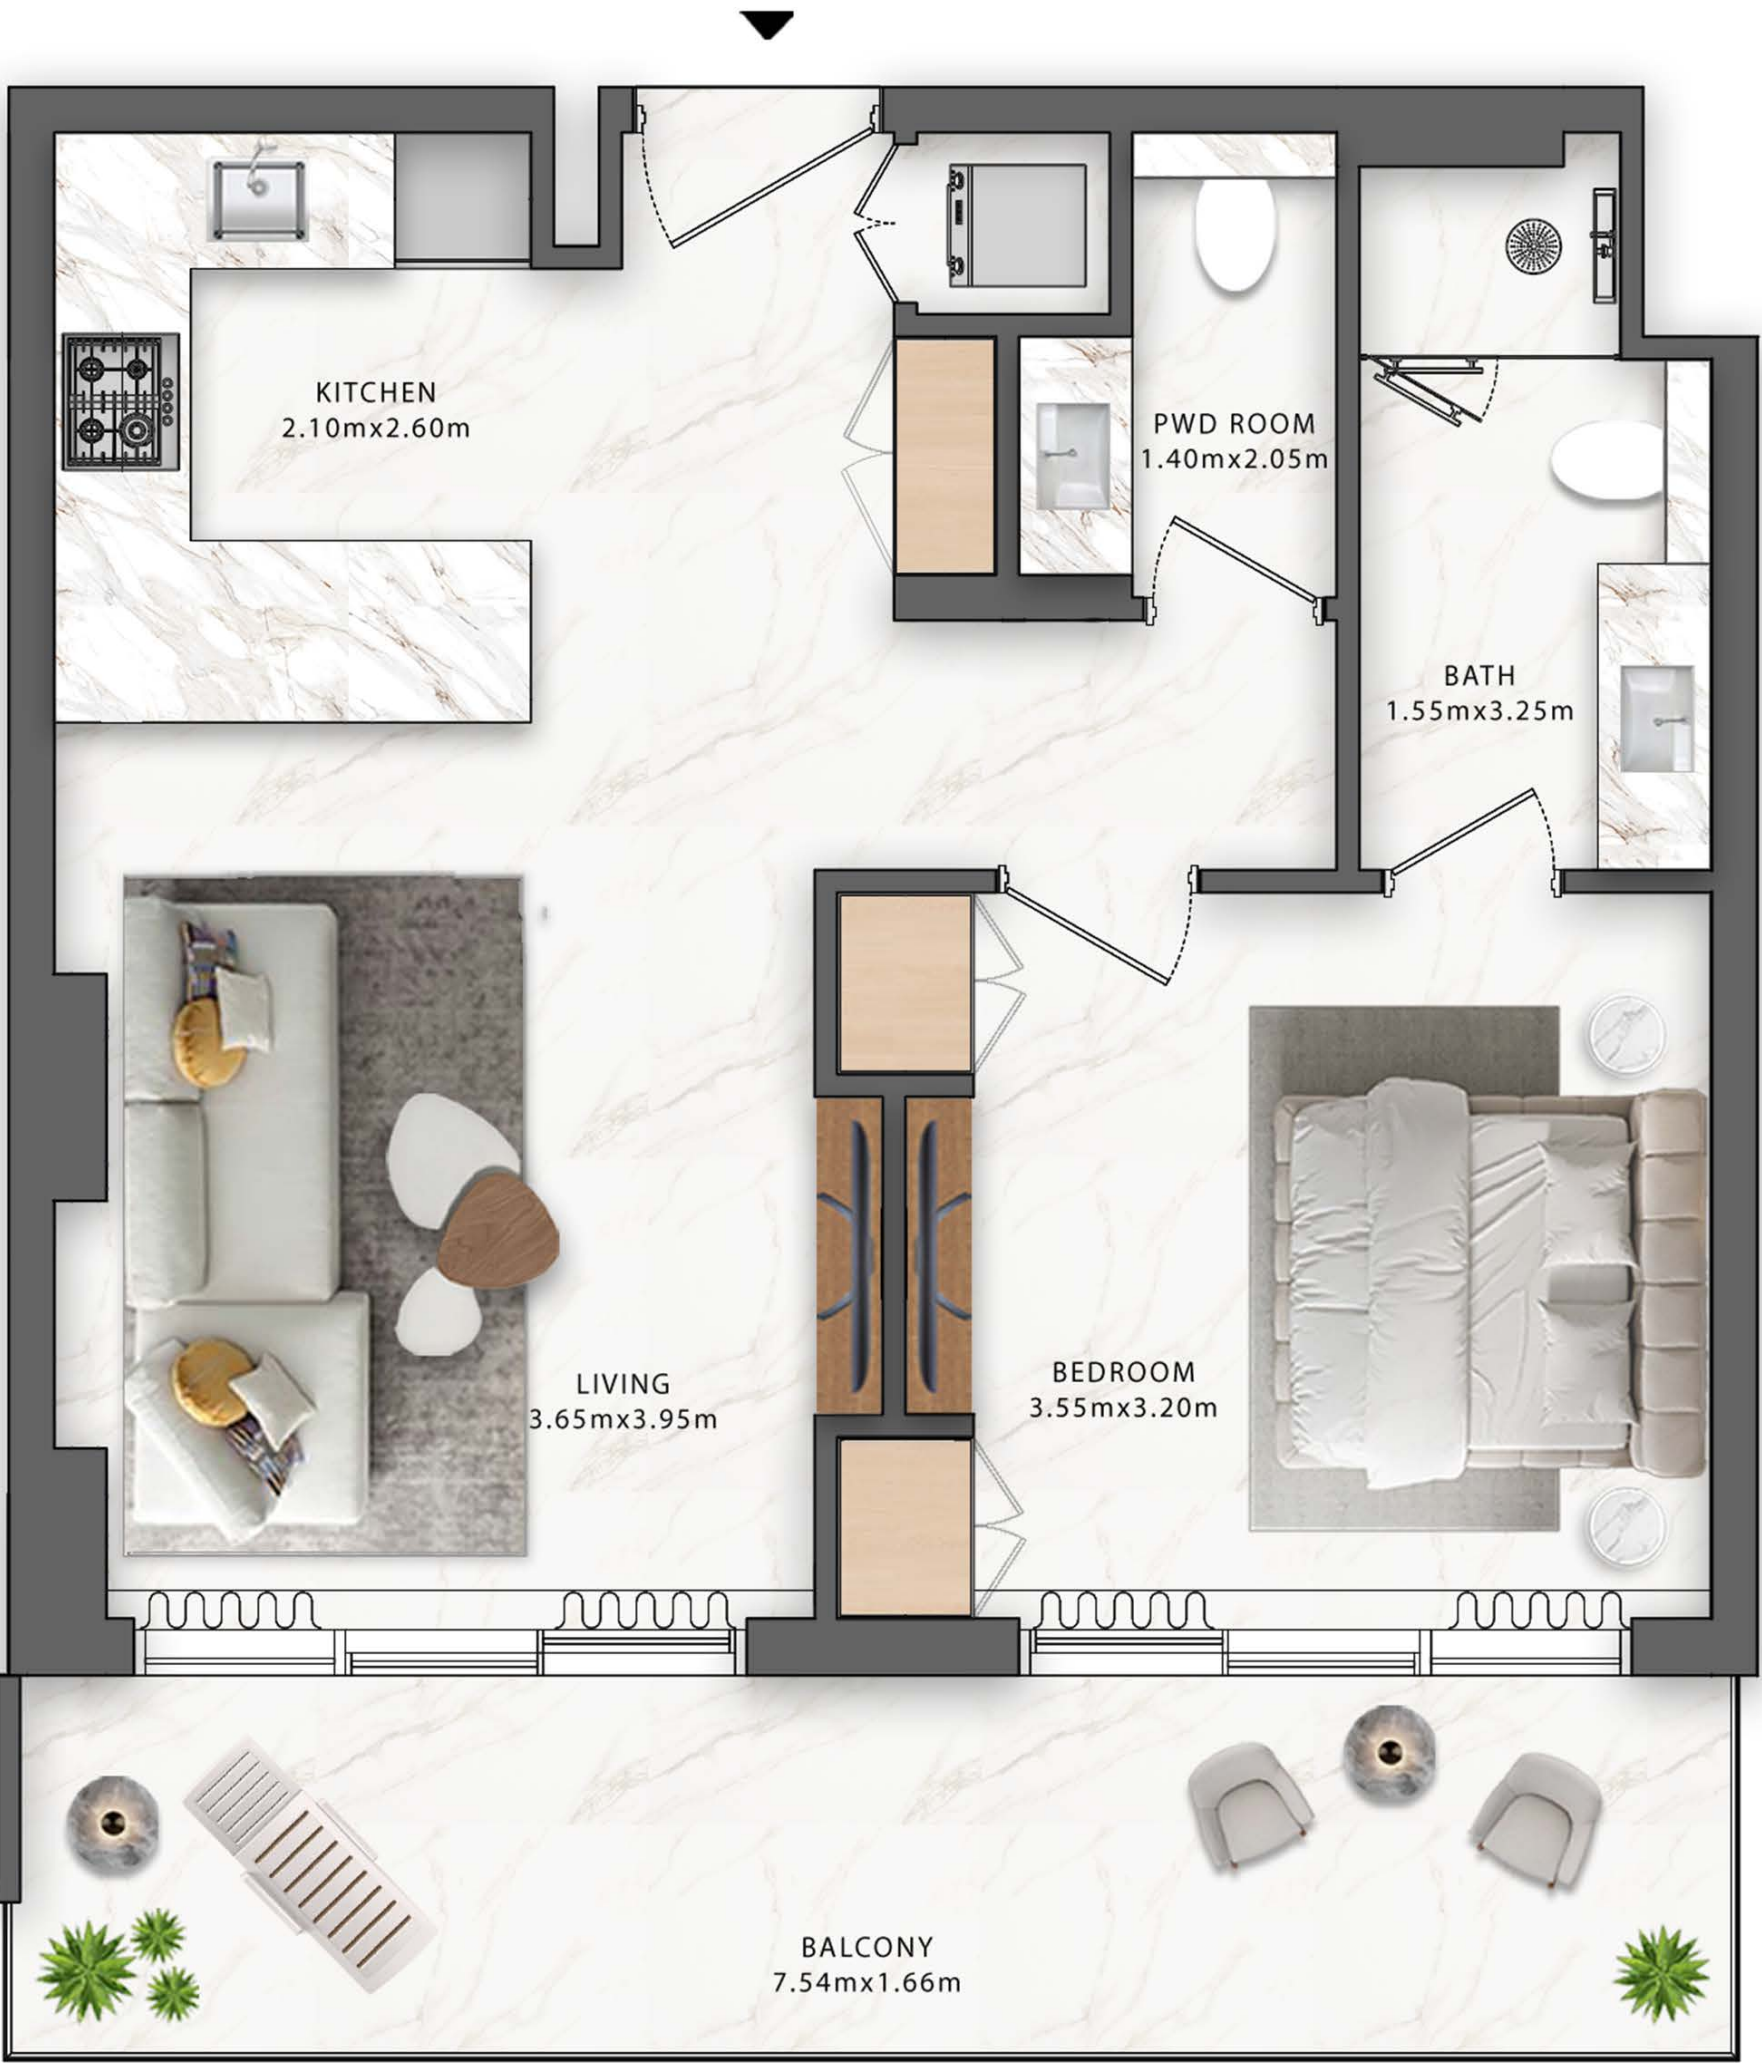 KITCHEN
2.10mx2.60m
PWD ROOM
1.40mx2.05m
BATH
1.55mx3.25m
LIVING
3.65mx3.95m
BEDROOM
3.55mx3.20m
BALCONY
7.54mx1.66m